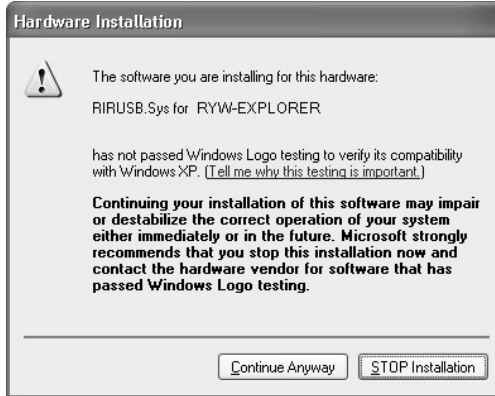 Hardware Installation
The software you are installing for this hardware:
RIRUSB.Sys for RYW-EXPLORER
has not passed Windows Logo testing to verify its compatibility
with Windows XP. (Tell me why this testing is important.)
Continuing your installation of this software may impair
or destabilize the correct operation of your system
either immediately or in the future. Microsoft strongly
recommends that you stop this installation now and
contact the hardware vendor for software that has
passed Windows Logo testing.
Continue Anyway
STOP Installation